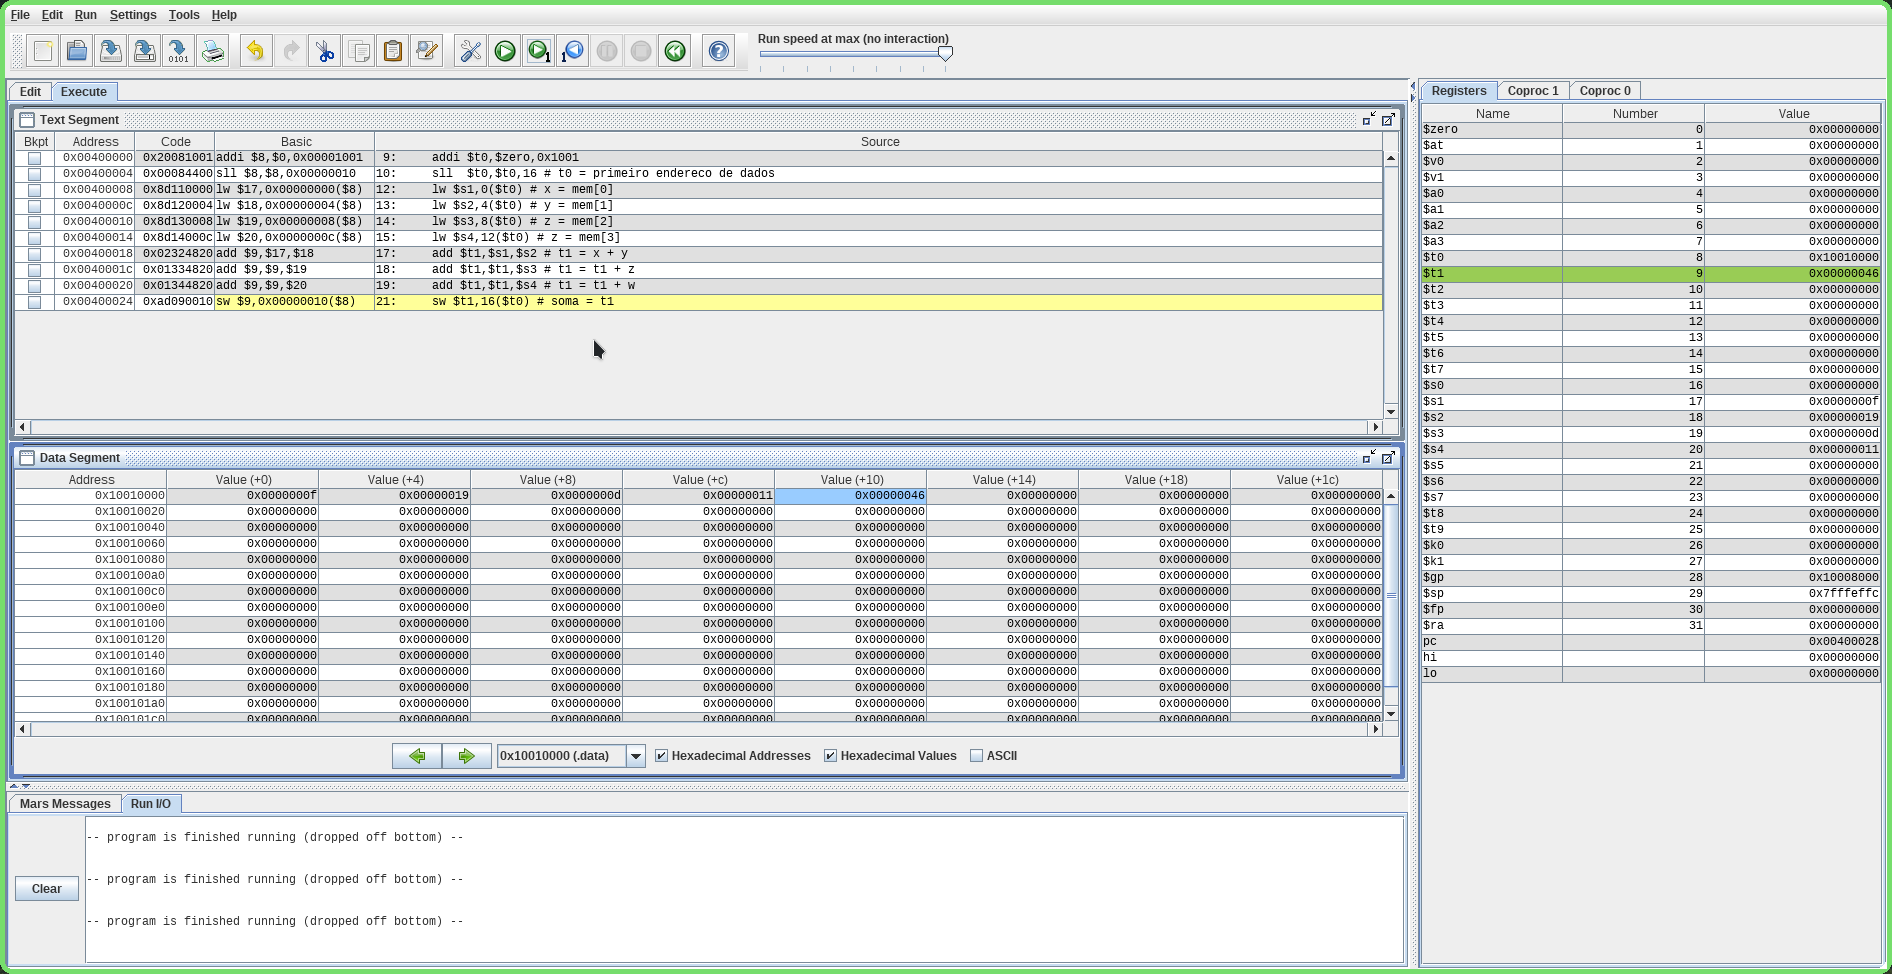 File Edit Run Settings Tools Help
Run speed at max (no interaction)
0101 1 1
Edit Execute
Text Segment
Bkpt Address Code Basic Source
0x00400000 0x20081001 addi $8,$0,0x00001001 9: addi $t0,$zero,0x1001
0x00400004 0x00084400 sll $8,$8,0x00000010 10: sll $t0,$t0,16 # t0 = primeiro endereco de dados
0x00400008 0x8d110000 lw $17,0x00000000($8) 12: lw $s1,0($t0) # x = mem[0]
0x0040000c 0x8d120004 lw $18,0x00000004($8) 13: lw $s2,4($t0) # y = mem[1]
0x00400010 0x8d130008 lw $19,0x00000008($8) 14: lw $s3,8($t0) # z = mem[2]
0x00400014 0x8d14000c lw $20,0x0000000c($8) 15: lw $s4,12($t0) # z = mem[3]
0x00400018 0x02324820 add $9,$17,$18 17: add $t1,$s1,$s2 # t1 = x + y
0x0040001c 0x01334820 add $9,$9,$19 18: add $t1,$t1,$s3 # t1 = t1 + z
0x00400020 0x01344820 add $9,$9,$20 19: add $t1,$t1,$s4 # t1 = t1 + w
0x00400024 0xad090010 sw $9,0x00000010($8) 21: sw $t1,16($t0) # soma = t1
Data Segment
Address Value (+0) Value (+4) Value (+8) Value (+c) Value (+10) Value (+14) Value (+18) Value (+1c)
0x10010000 0x0000000f 0x00000019 0x0000000d 0x00000011 0x00000046 0x00000000 0x00000000 0x00000000
0x10010020 0x00000000 0x00000000 0x00000000 0x00000000 0x00000000 0x00000000 0x00000000 0x00000000
0x10010040 0x00000000 0x00000000 0x00000000 0x00000000 0x00000000 0x00000000 0x00000000 0x00000000
0x10010060 0x00000000 0x00000000 0x00000000 0x00000000 0x00000000 0x00000000 0x00000000 0x00000000
0x10010080 0x00000000 0x00000000 0x00000000 0x00000000 0x00000000 0x00000000 0x00000000 0x00000000
0x100100a0 0x00000000 0x00000000 0x00000000 0x00000000 0x00000000 0x00000000 0x00000000 0x00000000
0x100100c0 0x00000000 0x00000000 0x00000000 0x00000000 0x00000000 0x00000000 0x00000000 0x00000000
0x100100e0 0x00000000 0x00000000 0x00000000 0x00000000 0x00000000 0x00000000 0x00000000 0x00000000
0x10010100 0x00000000 0x00000000 0x00000000 0x00000000 0x00000000 0x00000000 0x00000000 0x00000000
0x10010120 0x00000000 0x00000000 0x00000000 0x00000000 0x00000000 0x00000000 0x00000000 0x00000000
0x10010140 0x00000000 0x00000000 0x00000000 0x00000000 0x00000000 0x00000000 0x00000000 0x00000000
0x10010160 0x00000000 0x00000000 0x00000000 0x00000000 0x00000000 0x00000000 0x00000000 0x00000000
0x10010180 0x00000000 0x00000000 0x00000000 0x00000000 0x00000000 0x00000000 0x00000000 0x00000000
0x100101a0 0x00000000 0x00000000 0x00000000 0x00000000 0x00000000 0x00000000 0x00000000 0x00000000
0x100101c0 0x00000000 0x00000000 0x00000000 0x00000000 0x00000000 0x00000000 0x00000000 0x00000000
0x10010000 (.data) Hexadecimal Addresses Hexadecimal Values ASCII
Mars Messages Run I/O
Clear
-- program is finished running (dropped off bottom) --
-- program is finished running (dropped off bottom) --
-- program is finished running (dropped off bottom) --
Registers Coproc 1 Coproc 0
Name Number Value
$zero 0 0x00000000
$at 1 0x00000000
$v0 2 0x00000000
$v1 3 0x00000000
$a0 4 0x00000000
$a1 5 0x00000000
$a2 6 0x00000000
$a3 7 0x00000000
$t0 8 0x10010000
$t1 9 0x00000046
$t2 10 0x00000000
$t3 11 0x00000000
$t4 12 0x00000000
$t5 13 0x00000000
$t6 14 0x00000000
$t7 15 0x00000000
$s0 16 0x00000000
$s1 17 0x0000000f
$s2 18 0x00000019
$s3 19 0x0000000d
$s4 20 0x00000011
$s5 21 0x00000000
$s6 22 0x00000000
$s7 23 0x00000000
$t8 24 0x00000000
$t9 25 0x00000000
$k0 26 0x00000000
$k1 27 0x00000000
$gp 28 0x10008000
$sp 29 0x7fffeffc
$fp 30 0x00000000
$ra 31 0x00000000
pc 0x00400028
hi 0x00000000
lo 0x00000000